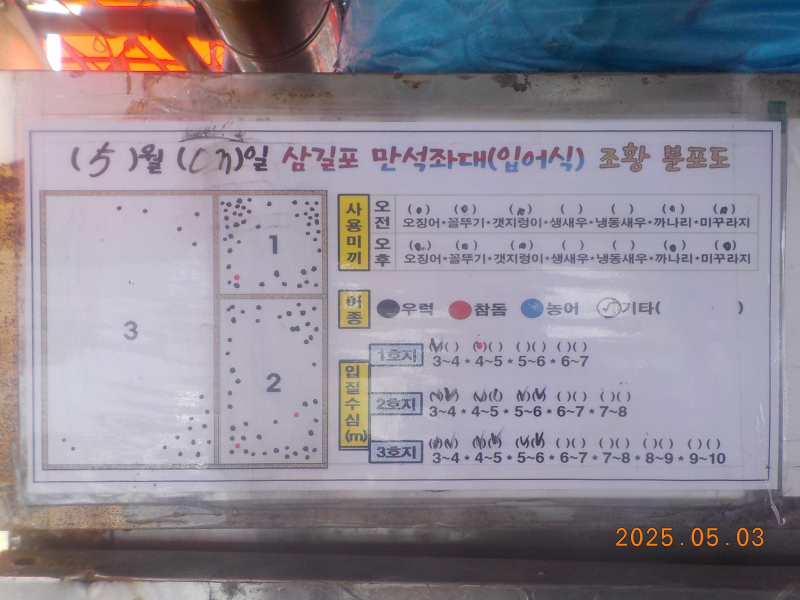 (5)월 (03)일 삼길포 만석좌대(입어식) 조황 분포도
1
2
3
사용미끼
오전
( ) ( ) ( ) ( ) ( ) ( ) ( )
오징어*꼴뚜기*갯지렁이*생새우*냉동새우*까나리*미꾸라지
오후
( ) ( ) ( ) ( ) ( ) ( ) ( )
오징어*꼴뚜기*갯지렁이*생새우*냉동새우*까나리*미꾸라지
어종
우럭 참돔 농어 기타( )
입질수심(m)
1호지
3~4 * 4~5 * 5~6 * 6~7
2호지
3~4 * 4~5 * 5~6 * 6~7 * 7~8
3호지
3~4 * 4~5 * 5~6 * 6~7 * 7~8 * 8~9 * 9~10
2025.05.03